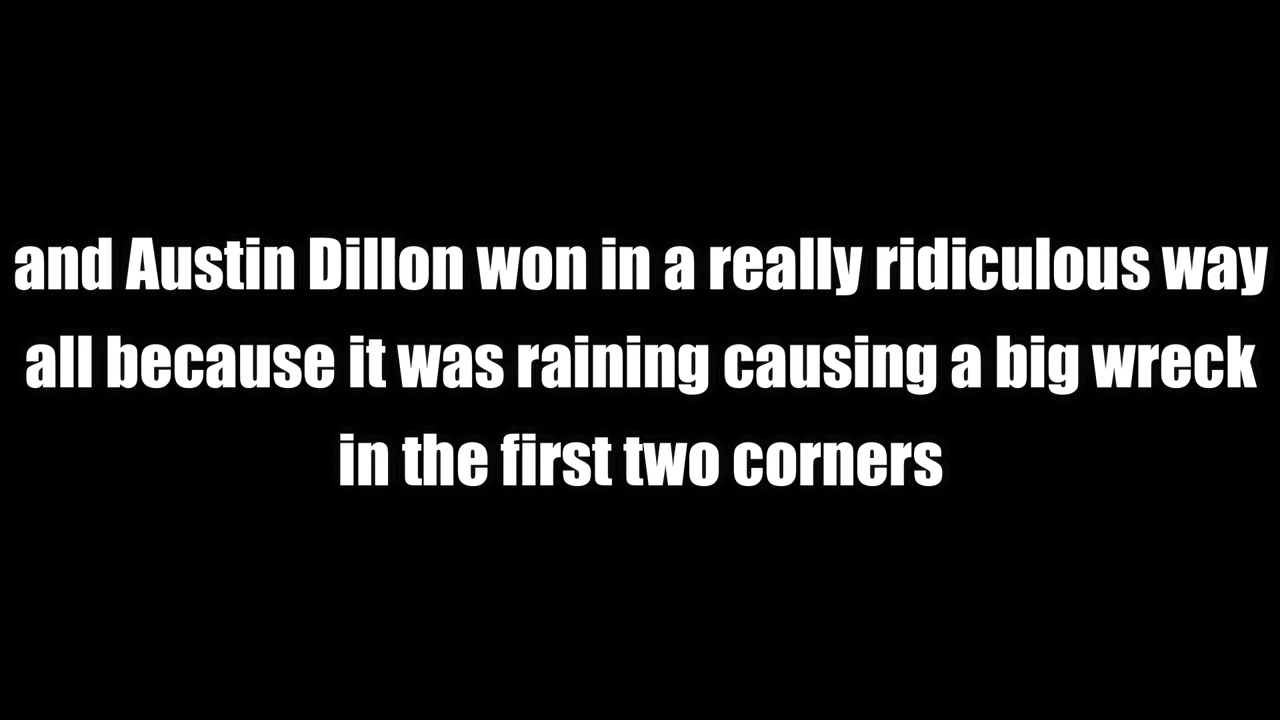 and Austin Dillon won in a really ridiculous way
all because it was raining causing a big wreck
in the first two corners